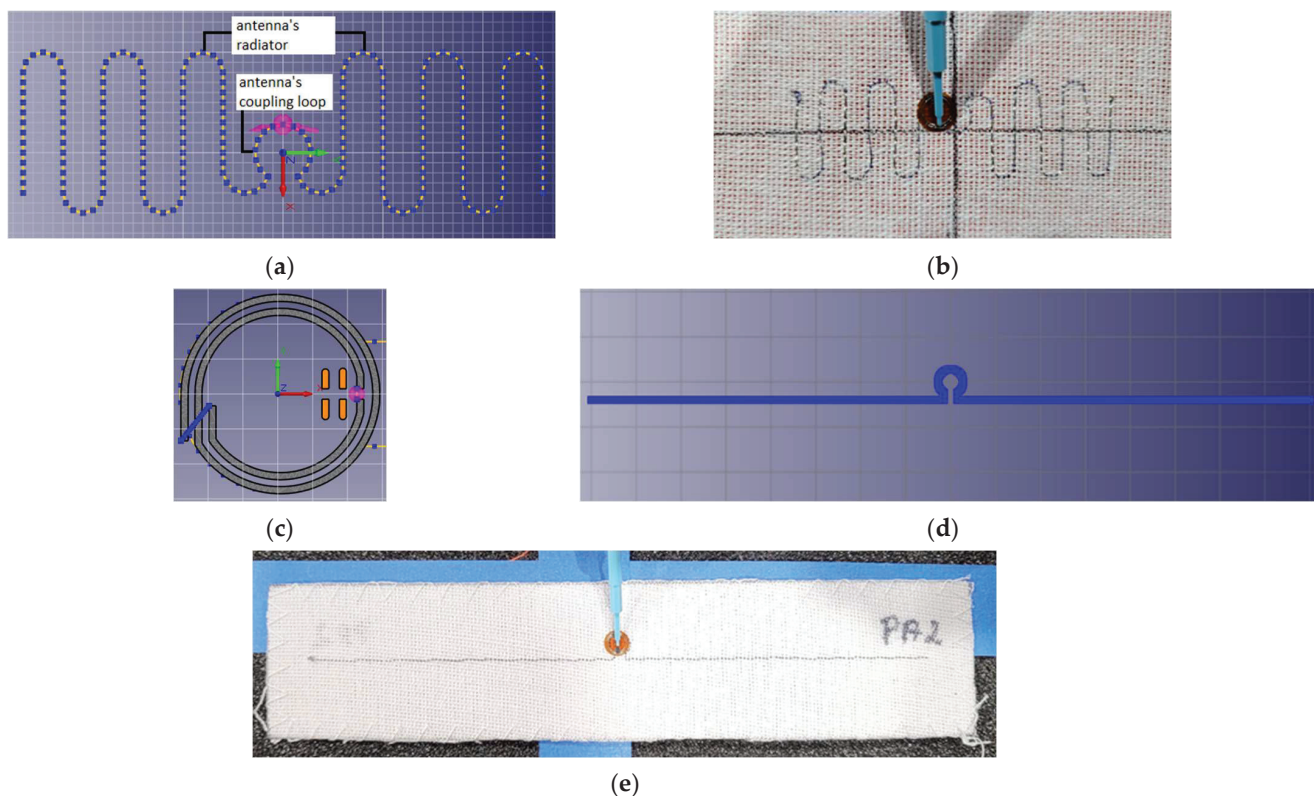 antenna's
radiator
antenna's
coupling loop
Z
X
(a)
(b)
Z
X
(c)
(d)
PA2
(e)